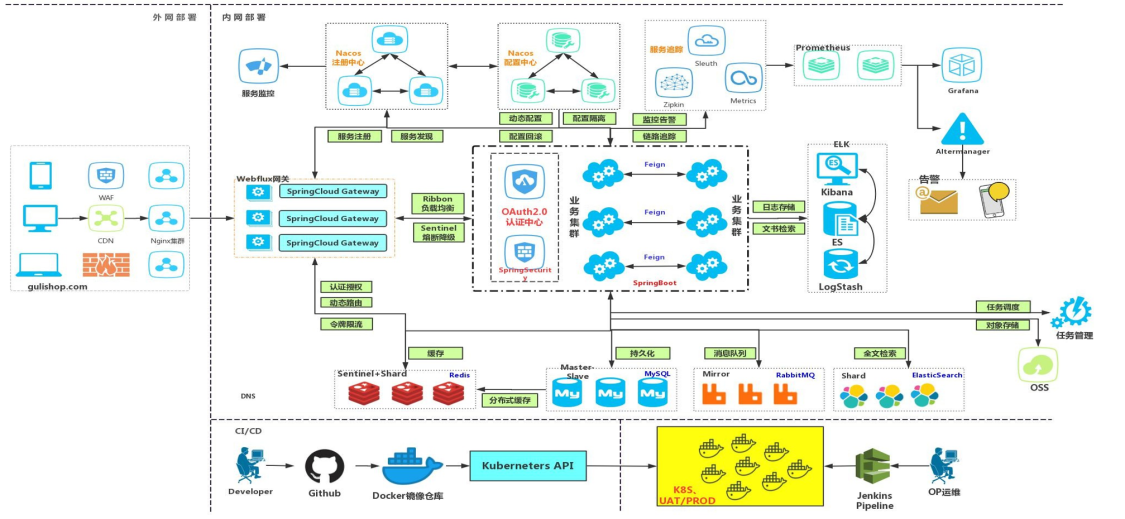 外网部署
内网部署
服务监控
Nacos
注册中心
Nacos
配置中心
服务追踪
Sleuth
Zipkin
Metrics
Prometheus
Grafana
Altermanager
告警
服务注册
服务发现
动态配置
配置隔离
配置回滚
监控告警
链路追踪
WAF
CDN
Nginx集群
gulishop.com
Webflux网关
SpringCloud Gateway
SpringCloud Gateway
SpringCloud Gateway
Ribbon
负载均衡
Sentinel
熔断降级
OAuth2.0
认证中心
SpringSecurit
y
业务集群
Feign
Feign
Feign
SpringBoot
业务集群
日志存储
文书检索
ELK
ES
Kibana
ES
LogStash
认证授权
动态路由
令牌限流
任务调度
对象存储
任务管理
OSS
缓存
持久化
消息队列
全文检索
Sentinel+Shard
Redis
分布式缓存
Master-
Slave
MySQL
My
My
My
Mirror
RabbitMQ
Shard
ElasticSearch
DNS
CI/CD
Developer
Github
Docker镜像仓库
Kuberneters API
K8S、
UAT/PROD
Jenkins
Pipeline
OP运维